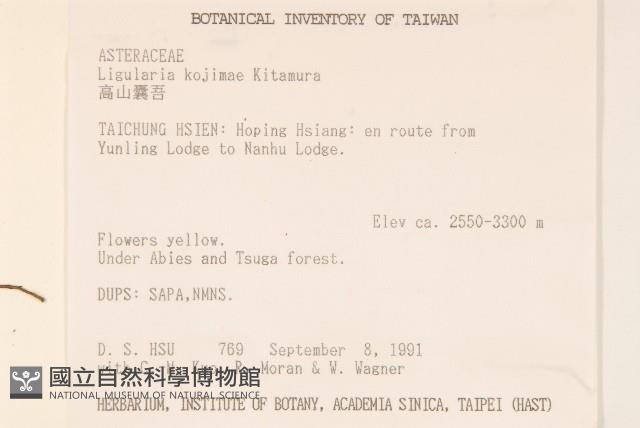 BOTANICAL INVENTORY OF TAIWAN
ASTERACEAE
Ligularia kojimae Kitamura
高山囊吾
TAICHUNG HSIEN: Hoping Hsiang: en route from
Yunling Lodge to Nanhu Lodge.
Elev ca. 2550-3300 m
Flowers yellow.
Under Abies and Tsuga forest.
DUPS: SAPA,NMNS.
D. S. HSU 769 September 8, 1991
with C. M. Kuo, R. Moran & W. Wagner
國立自然科學博物館
NATIONAL MUSEUM OF NATURAL SCIENCE
HERBARIUM, INSTITUTE OF BOTANY, ACADEMIA SINICA, TAIPEI (HAST)